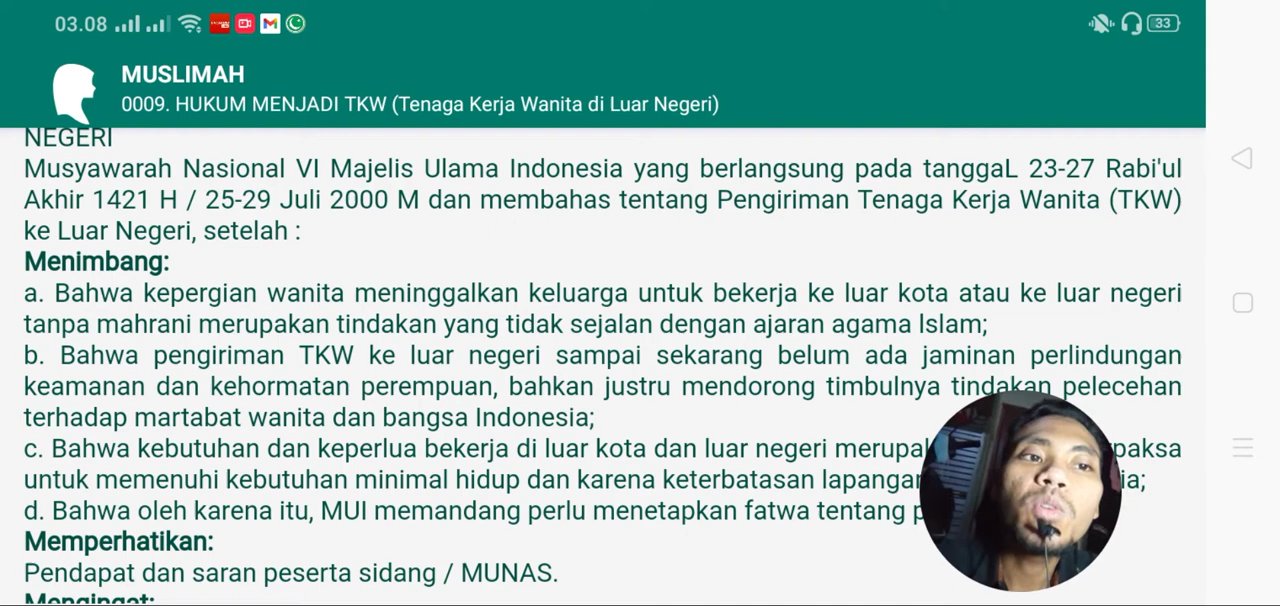 03.08
33
MUSLIMAH
0009. HUKUM MENJADI TKW (Tenaga Kerja Wanita di Luar Negeri)
NEGERI
Musyawarah Nasional VI Majelis Ulama Indonesia yang berlangsung pada tanggaL 23-27 Rabi'ul
Akhir 1421 H / 25-29 Juli 2000 M dan membahas tentang Pengiriman Tenaga Kerja Wanita (TKW)
ke Luar Negeri, setelah :
Menimbang:
a. Bahwa kepergian wanita meninggalkan keluarga untuk bekerja ke luar kota atau ke luar negeri
tanpa mahrani merupakan tindakan yang tidak sejalan dengan ajaran agama Islam;
b. Bahwa pengiriman TKW ke luar negeri sampai sekarang belum ada jaminan perlindungan
keamanan dan kehormatan perempuan, bahkan justru mendorong timbulnya tindakan pelecehan
terhadap martabat wanita dan bangsa Indonesia;
c. Bahwa kebutuhan dan keperlua bekerja di luar kota dan luar negeri merupak paksa
untuk memenuhi kebutuhan minimal hidup dan karena keterbatasan lapangan ia;
d. Bahwa oleh karena itu, MUI memandang perlu menetapkan fatwa tentang p
Memperhatikan:
Pendapat dan saran peserta sidang / MUNAS.
Mengingat: